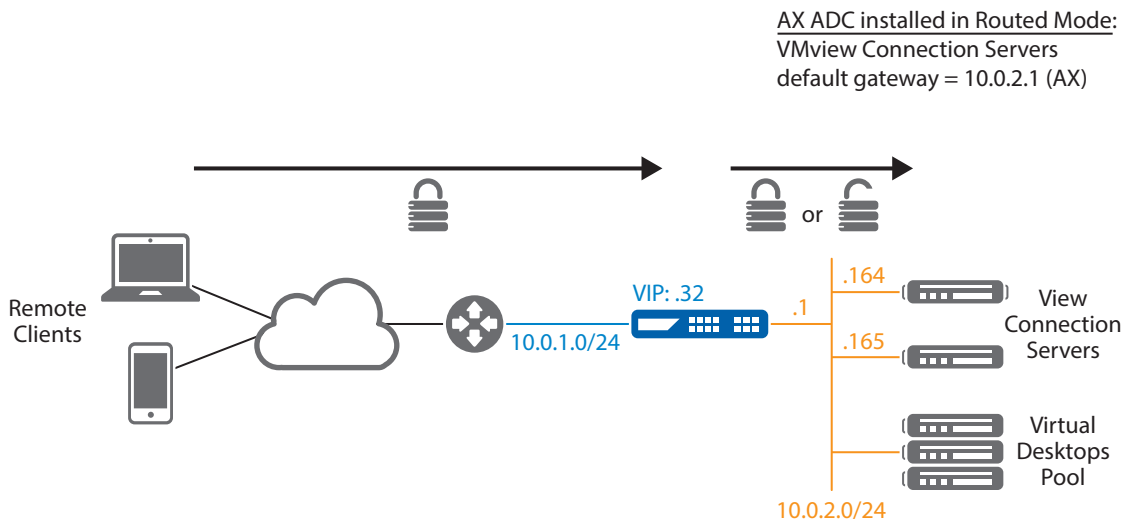 AX ADC installed in Routed Mode:
VMview Connection Servers
default gateway = 10.0.2.1 (AX)
or
Remote
Clients
10.0.1.0/24
VIP: .32
.1
.164
.165
View
Connection
Servers
Virtual
Desktops
Pool
10.0.2.0/24